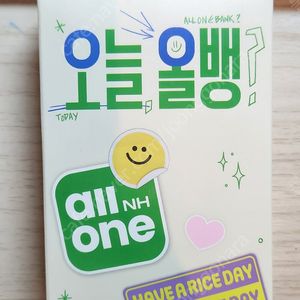 ALL ONE BANK?
오늘, 올뱅?
TODAY
all NH
one
HAVE A RICE DAY